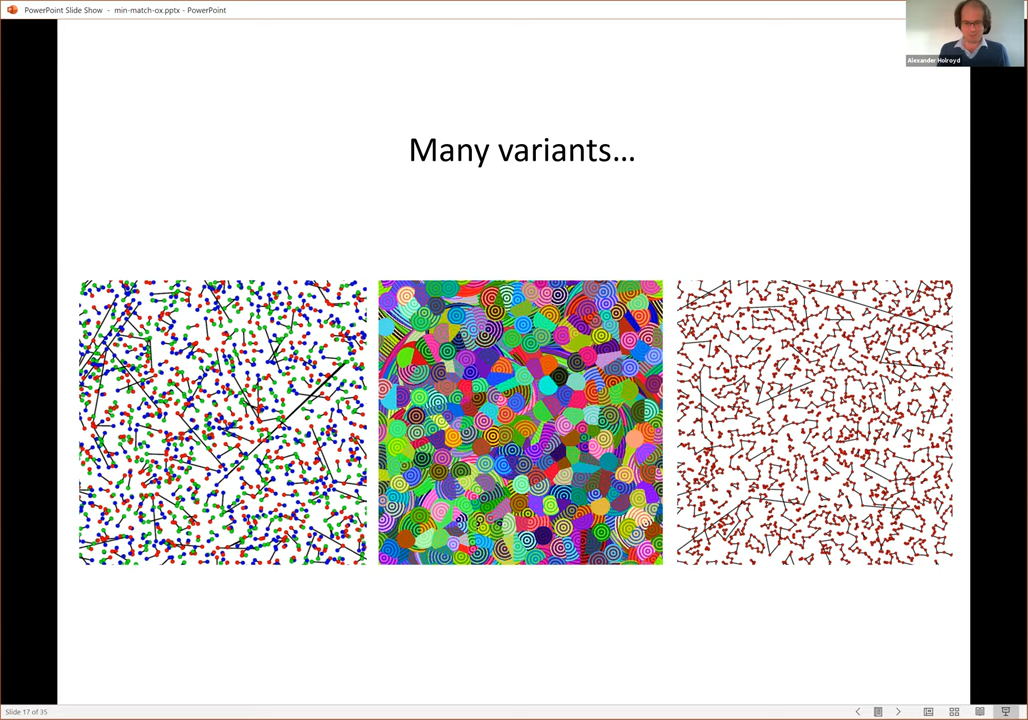 PowerPoint Slide Show - min-match-ox.pptx - PowerPoint
Alexander Holroyd
Many variants...
Slide 17 of 35